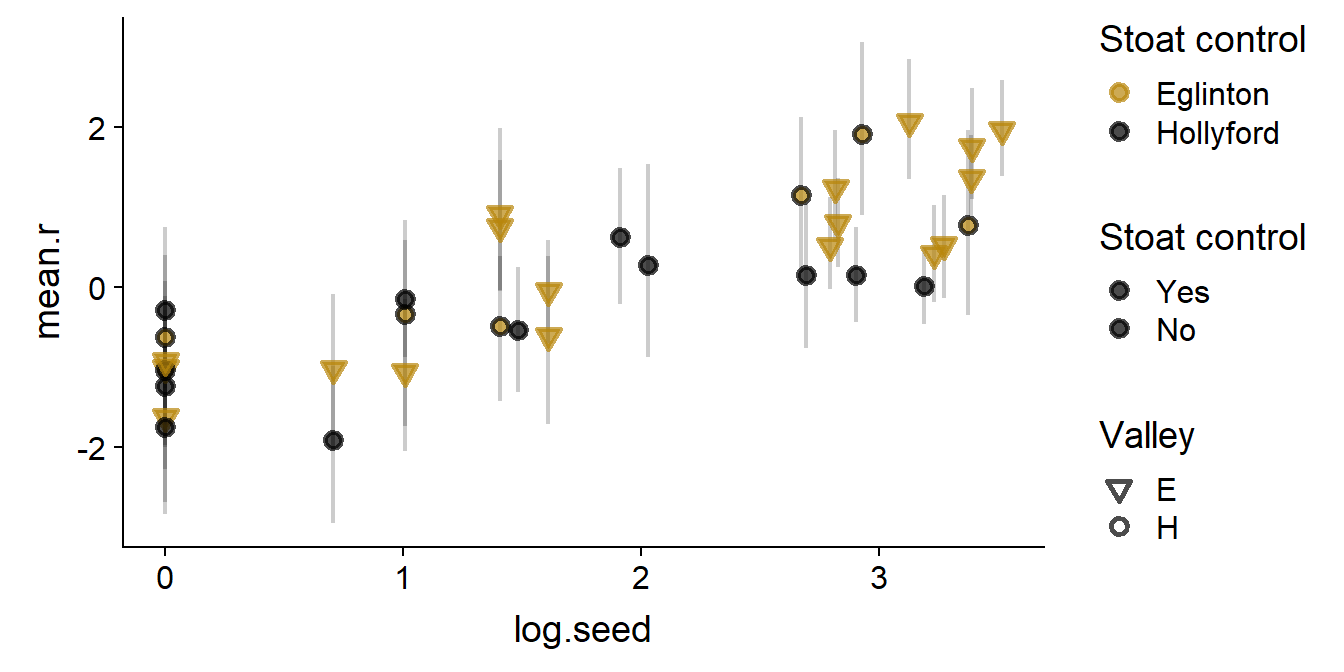 Stoat control
Eglinton
Hollyford
Stoat control
Yes
No
Valley
E
H
mean.r
2
0
-2
0
1
2
3
log.seed